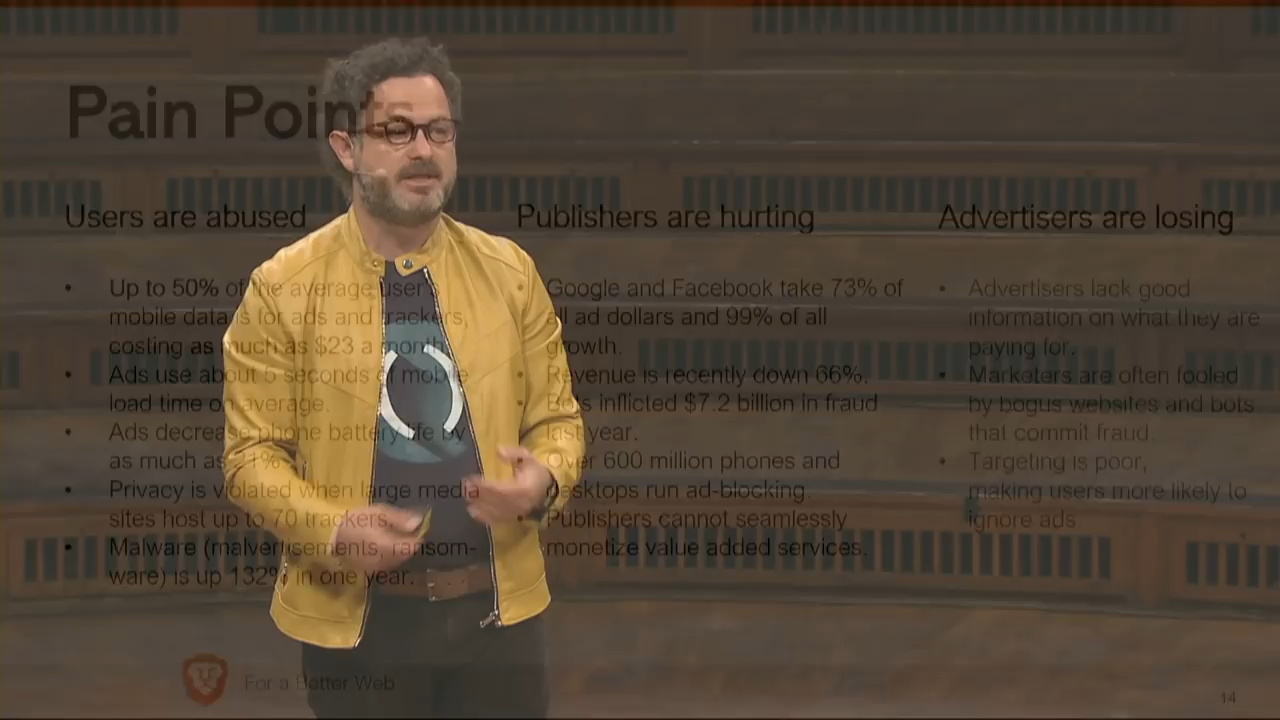 Pain Points
Users are abused
• Up to 50% of the average user's
mobile data is for ads and trackers,
costing as much as $23 a month.
• Ads use about 5 seconds of mobile
load time on average.
• Ads decrease phone battery life by
as much as 21%
• Privacy is violated when large media
sites host up to 70 trackers.
• Malware (malvertisements, ransom-
ware) is up 132% in one year.
Publishers are hurting
• Google and Facebook take 73% of
all ad dollars and 99% of all
growth.
• Revenue is recently down 66%.
• Bots inflicted $7.2 billion in fraud
last year.
• Over 600 million phones and
desktops run ad-blocking
• Publishers cannot seamlessly
monetize value added services.
Advertisers are losing
• Advertisers lack good
information on what they are
paying for.
• Marketers are often fooled
by bogus websites and bots
that commit fraud.
• Targeting is poor,
making users more likely to
ignore ads
For a Better Web
14